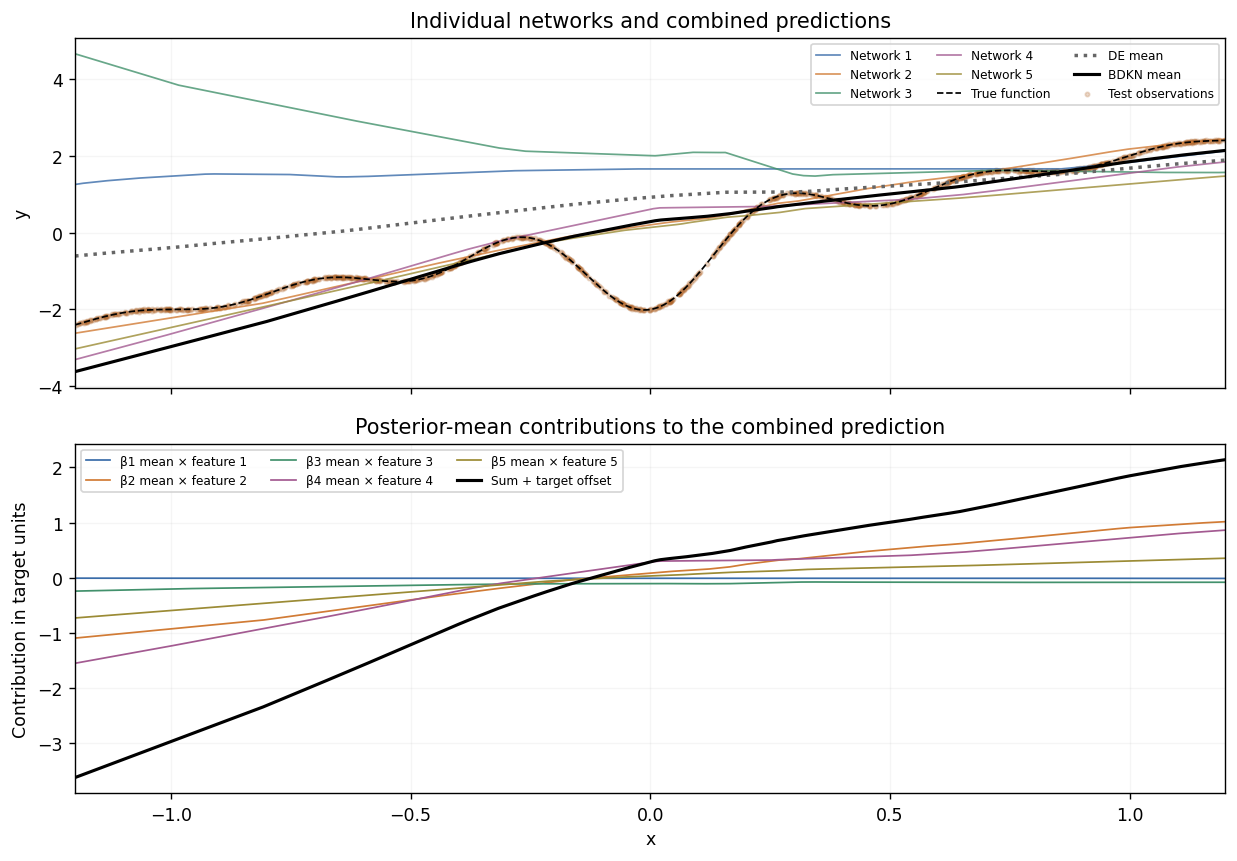 Individual networks and combined predictions
Network 1
Network 2
Network 3
Network 4
Network 5
True function
DE mean
BDKN mean
Test observations
y
4
2
0
−2
−4
Posterior-mean contributions to the combined prediction
β1 mean × feature 1
β2 mean × feature 2
β3 mean × feature 3
β4 mean × feature 4
β5 mean × feature 5
Sum + target offset
Contribution in target units
2
1
0
−1
−2
−3
−1.0 −0.5 0.0 0.5 1.0
x